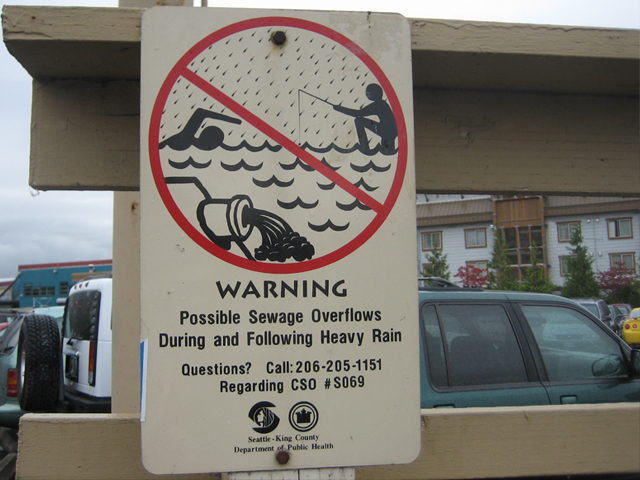 WARNING
Possible Sewage Overflows
During and Following Heavy Rain
Questions? Call:206-205-1151
Regarding CSO #S069
Seattle-King County
Department of Public Health